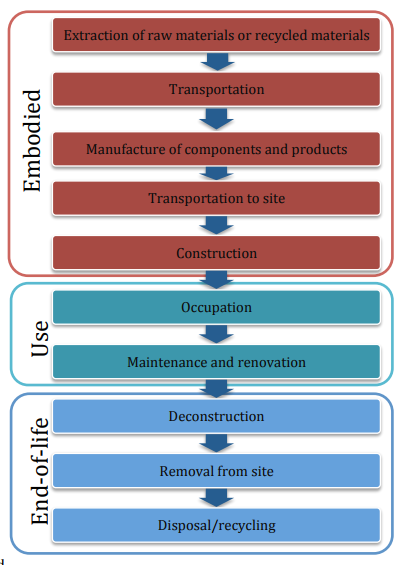 Embodied
Extraction of raw materials or recycled materials
Transportation
Manufacture of components and products
Transportation to site
Construction
Use
Occupation
Maintenance and renovation
End-of-life
Deconstruction
Removal from site
Disposal/recycling